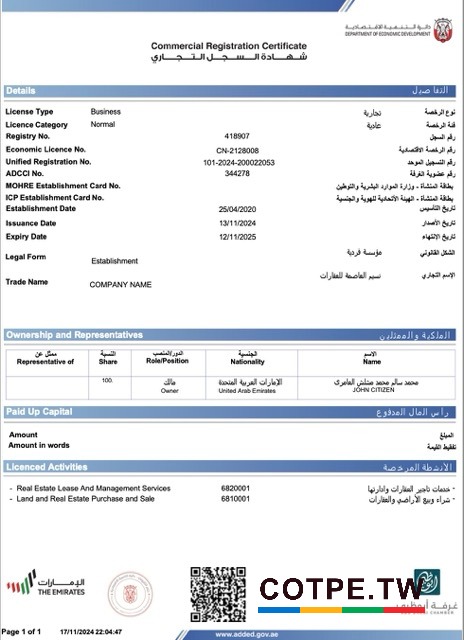 دائرة التنمية الاقتصادية
DEPARTMENT OF ECONOMIC DEVELOPMENT
Commercial Registration Certificate
شهادة السجل التجاري
Details التفاصيل
License Type Business تجارية نوع الرخصة
Licence Category Normal عادية فئة الرخصة
Registry No. 418907 رقم السجل
Economic Licence No. CN-2128008 رقم الرخصة الاقتصادية
Unified Registration No. 101-2024-200022053 رقم التسجيل الموحد
ADCCI No. 344278 رقم عضوية الغرفة
MOHRE Establishment Card No. بطاقة المنشأة - وزارة الموارد البشرية والتوطين
ICP Establishment Card No. بطاقة المنشأة - الهيئة الاتحادية للهوية والجنسية
Establishment Date 25/04/2020 تاريخ التأسيس
Issuance Date 13/11/2024 تاريخ الأصدار
Expiry Date 12/11/2025 تاريخ الإنتهاء
Legal Form Establishment مؤسسة فردية الشكل القانوني
Trade Name COMPANY NAME نسيم العاصمة للعقارات الإسم التجاري
Ownership and Representatives الملكية والممثلين
ممثل عن النسبة الدور/المنصب الجنسية الاسم
Representative of Share Role/Position Nationality Name
100. مالك الإمارات العربية المتحدة محمد سالم محمد العامري
Owner United Arab Emirates JOHN CITIZEN
Paid Up Capital رأس المال المدفوع
Amount المبلغ
Amount in words تفقيط القيمة
Licenced Activities الأنشطة المرخصة
- Real Estate Lease And Management Services 6820001 - خدمات تأجير العقارات وادارتها
- Land and Real Estate Purchase and Sale 6810001 - شراء وبيع الأراضي والعقارات
الإمارات
THE EMIRATES
COTPE.TW
غرفة أبوظبي
CHAMBER
Page 1 of 1 17/11/2024 22:04:47 www.added.gov.ae